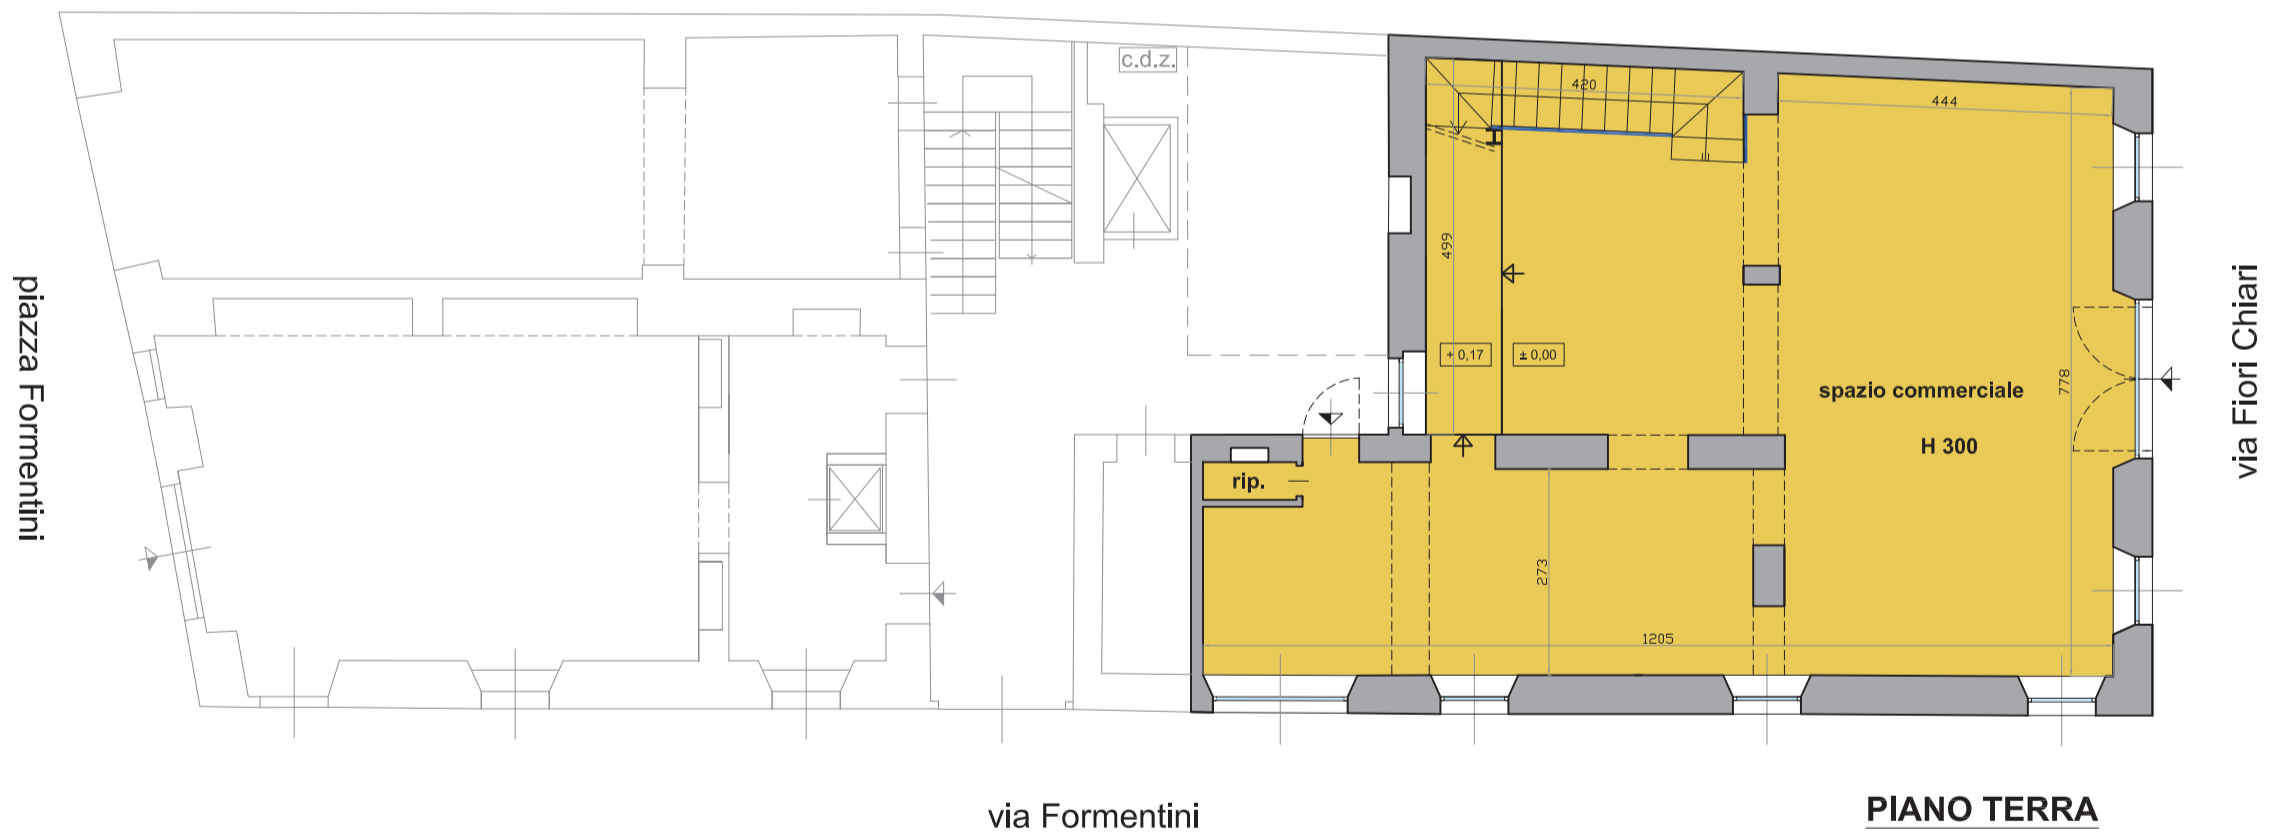 c.d.z.
420
444
499
+ 0,17
± 0,00
spazio commerciale
H 300
778
rip.
273
1205
piazza Formentini
via Fiori Chiari
via Formentini
PIANO TERRA